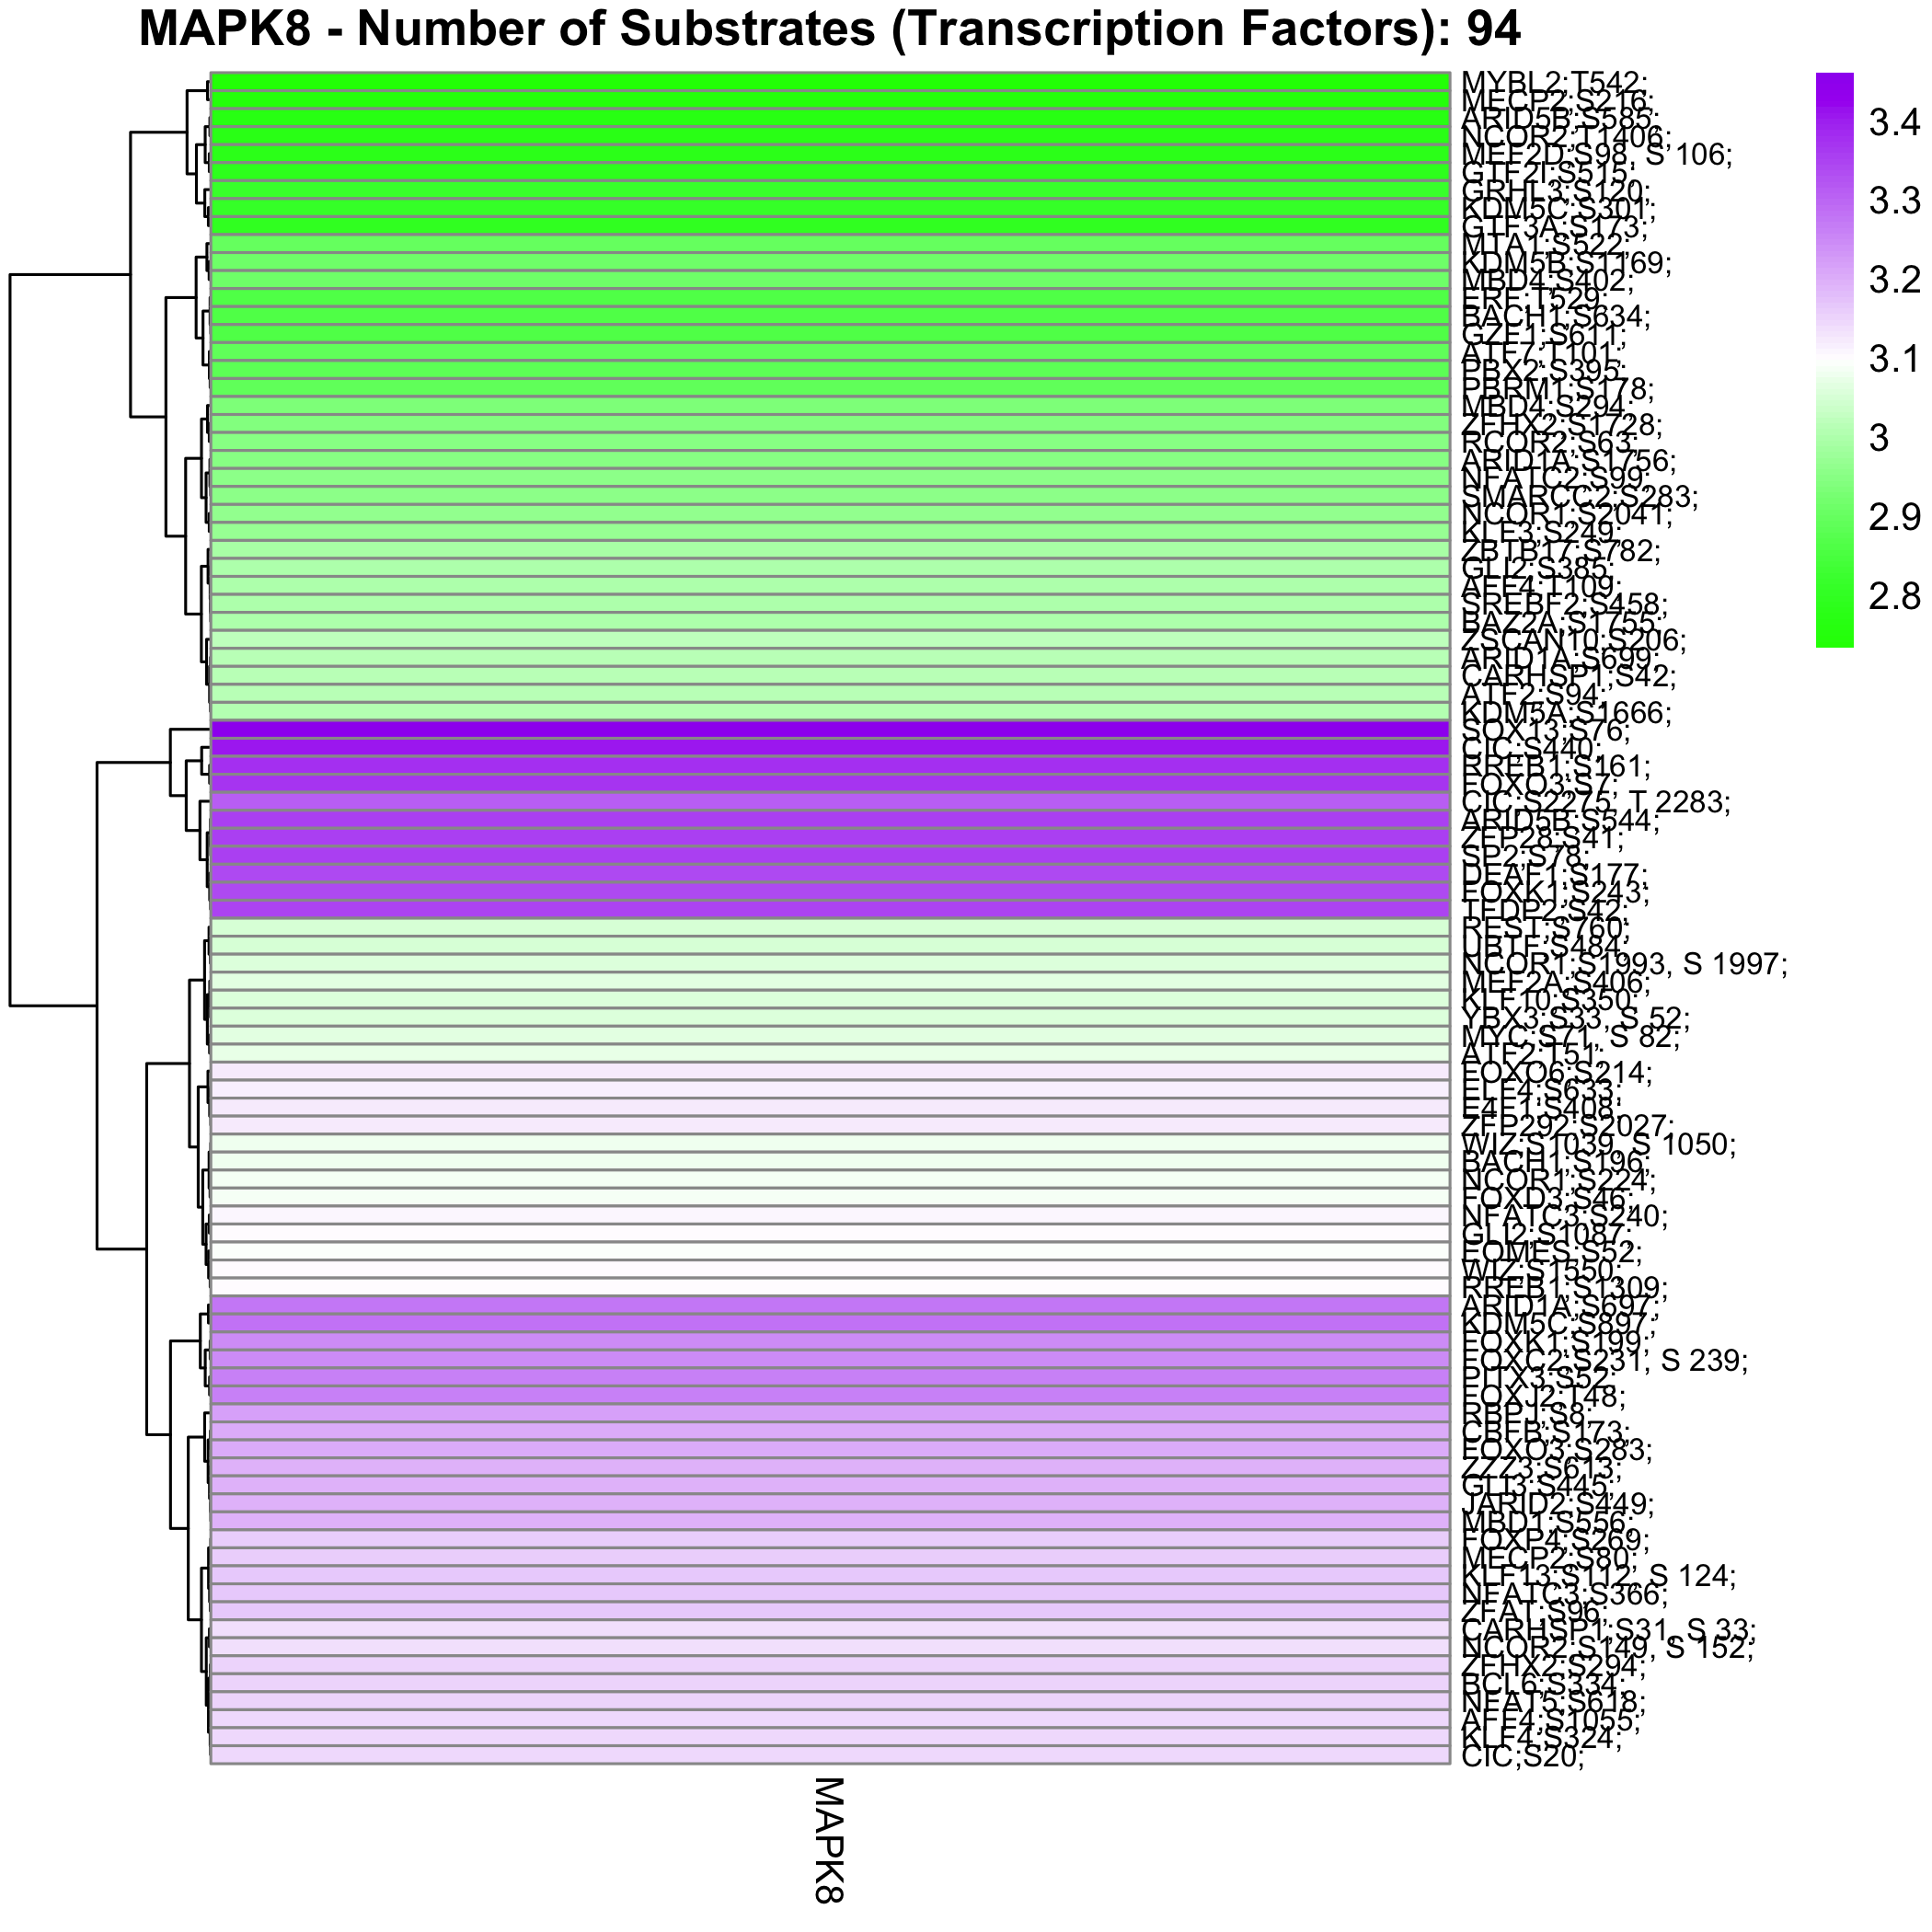 MAPK8 - Number of Substrates (Transcription Factors): 94
MYBL2;T542;
MECP2;S216;
ARID5B;S585;
NCOR2;T1406;
MEF2D;S98, S 106;
GTF2I;S515;
GRHL3;S120;
KDM5C;S301;
GTF3A;S173;
MTA1;S522;
KDM5B;S1169;
MBD4;S402;
ERF;T529;
BACH1;S634;
GZF1;S611;
ATF7;T101;
PBX2;S395;
PBRM1;S178;
MBD4;S294;
ZFHX2;S1728;
RCOR2;S63;
ARID1A;S1756;
NFATC2;S99;
SMARCC2;S283;
NCOR1;S2041;
KLF3;S249;
ZBTB17;S782;
GLI2;S385;
AFF4;T109;
SREBF2;S458;
BAZ2A;S1755;
ZSCAN10;S206;
ARID1A;S699;
CARHSP1;S42;
ATF2;S94;
KDM5A;S1666;
SOX13;S76;
CIC;S440;
RREB1;S161;
FOXO3;S7;
CIC;S2275, T 2283;
ARID5B;S544;
ZFP28;S41;
SP2;S78;
DEAF1;S177;
FOXK1;S243;
TFDP2;S42;
REST;S760;
UBTF;S484;
NCOR1;S1993, S 1997;
MEF2A;S406;
KLF10;S350;
YBX3;S33, S 52;
MYC;S71, S 82;
ATF2;T51;
FOXO6;S214;
ELF4;S633;
E4F1;S408;
ZFP292;S2027;
WIZ;S1039, S 1050;
BACH1;S196;
NCOR1;S224;
FOXD3;S46;
NFATC3;S240;
GLI2;S1087;
EOMES;S52;
WIZ;S1550;
RREB1;S1309;
ARID1A;S697;
KDM5C;S897;
FOXK1;S199;
FOXC2;S231, S 239;
PITX3;S52;
FOXJ2;T48;
RBPJ;S8;
CBFB;S173;
FOXO3;S283;
ZZZ3;S613;
GLI3;S445;
JARID2;S449;
MBD1;S556;
FOXP4;S269;
MECP2;S80;
KLF13;S112, S 124;
NFATC3;S366;
ZFAT;S96;
CARHSP1;S31, S 33;
NCOR2;S149, S 152;
ZFHX2;S294;
BCL6;S334;
NFAT5;S618;
AFF4;S1055;
KLF4;S324;
CIC;S20;
3.4
3.3
3.2
3.1
3
2.9
2.8
MAPK8